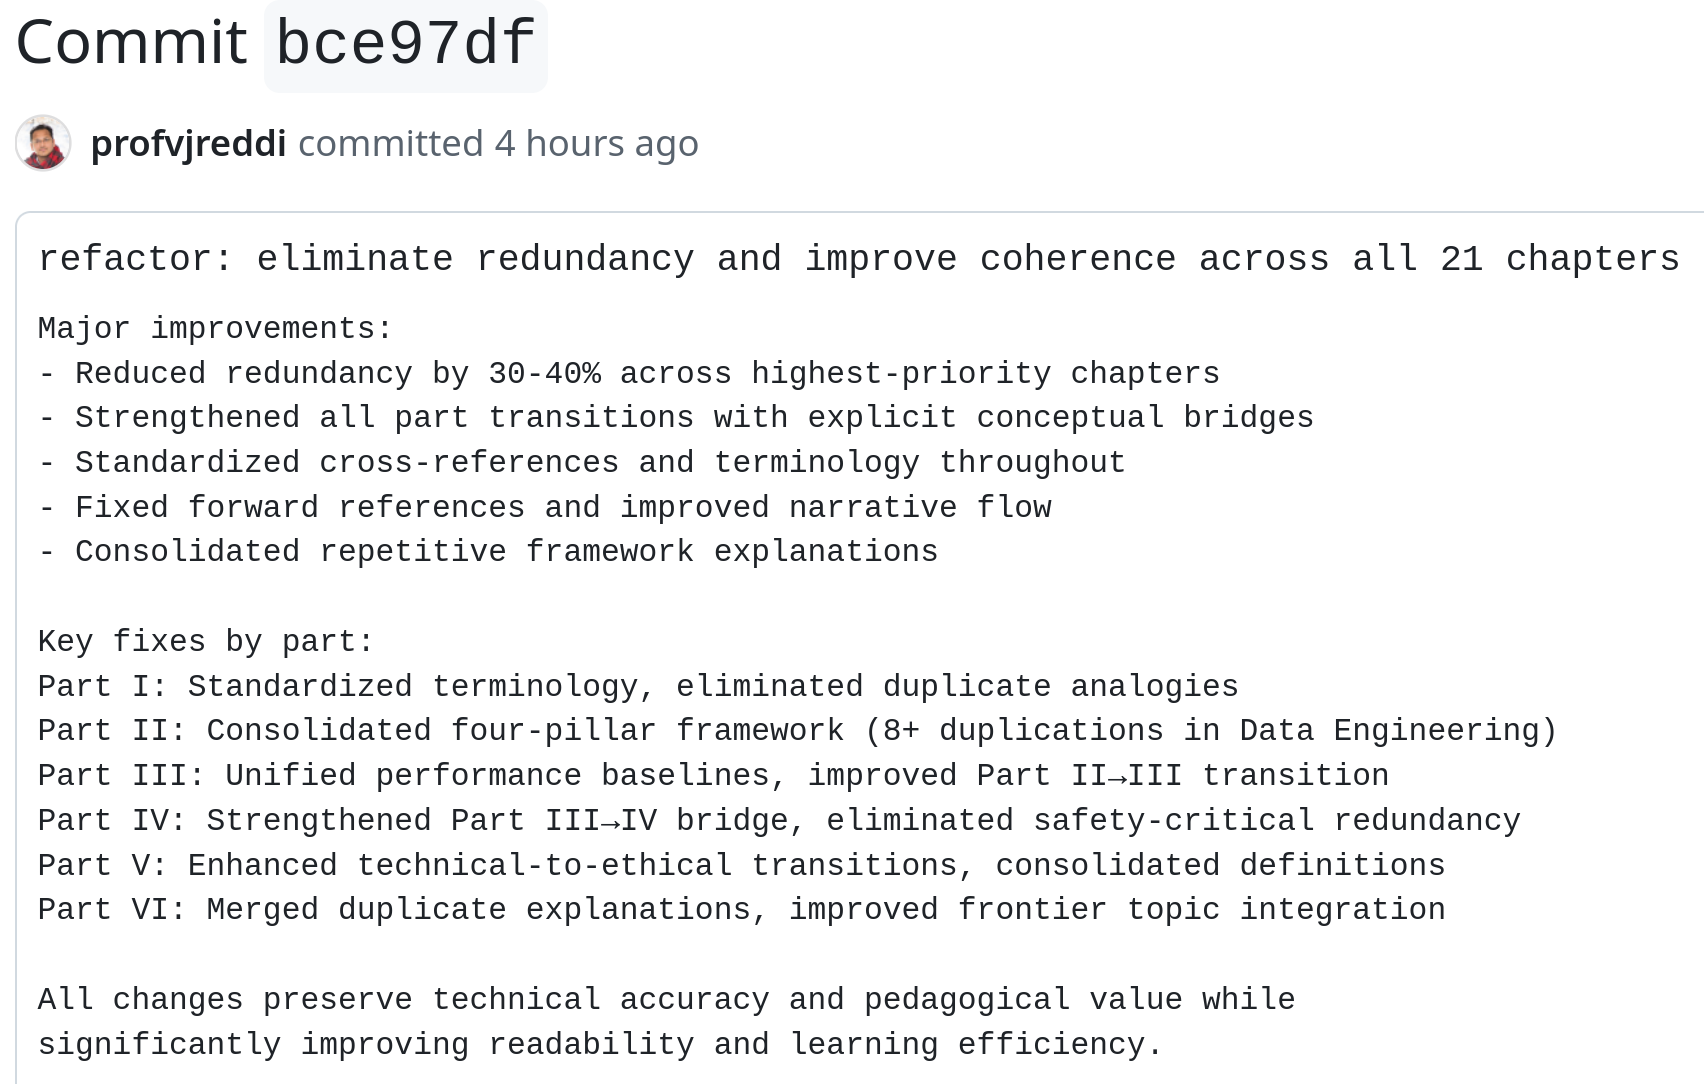 Commit bce97df
profvjreddi committed 4 hours ago
refactor: eliminate redundancy and improve coherence across all 21 chapters
Major improvements:
- Reduced redundancy by 30-40% across highest-priority chapters
- Strengthened all part transitions with explicit conceptual bridges
- Standardized cross-references and terminology throughout
- Fixed forward references and improved narrative flow
- Consolidated repetitive framework explanations
Key fixes by part:
Part I: Standardized terminology, eliminated duplicate analogies
Part II: Consolidated four-pillar framework (8+ duplications in Data Engineering)
Part III: Unified performance baselines, improved Part II→III transition
Part IV: Strengthened Part III→IV bridge, eliminated safety-critical redundancy
Part V: Enhanced technical-to-ethical transitions, consolidated definitions
Part VI: Merged duplicate explanations, improved frontier topic integration
All changes preserve technical accuracy and pedagogical value while
significantly improving readability and learning efficiency.